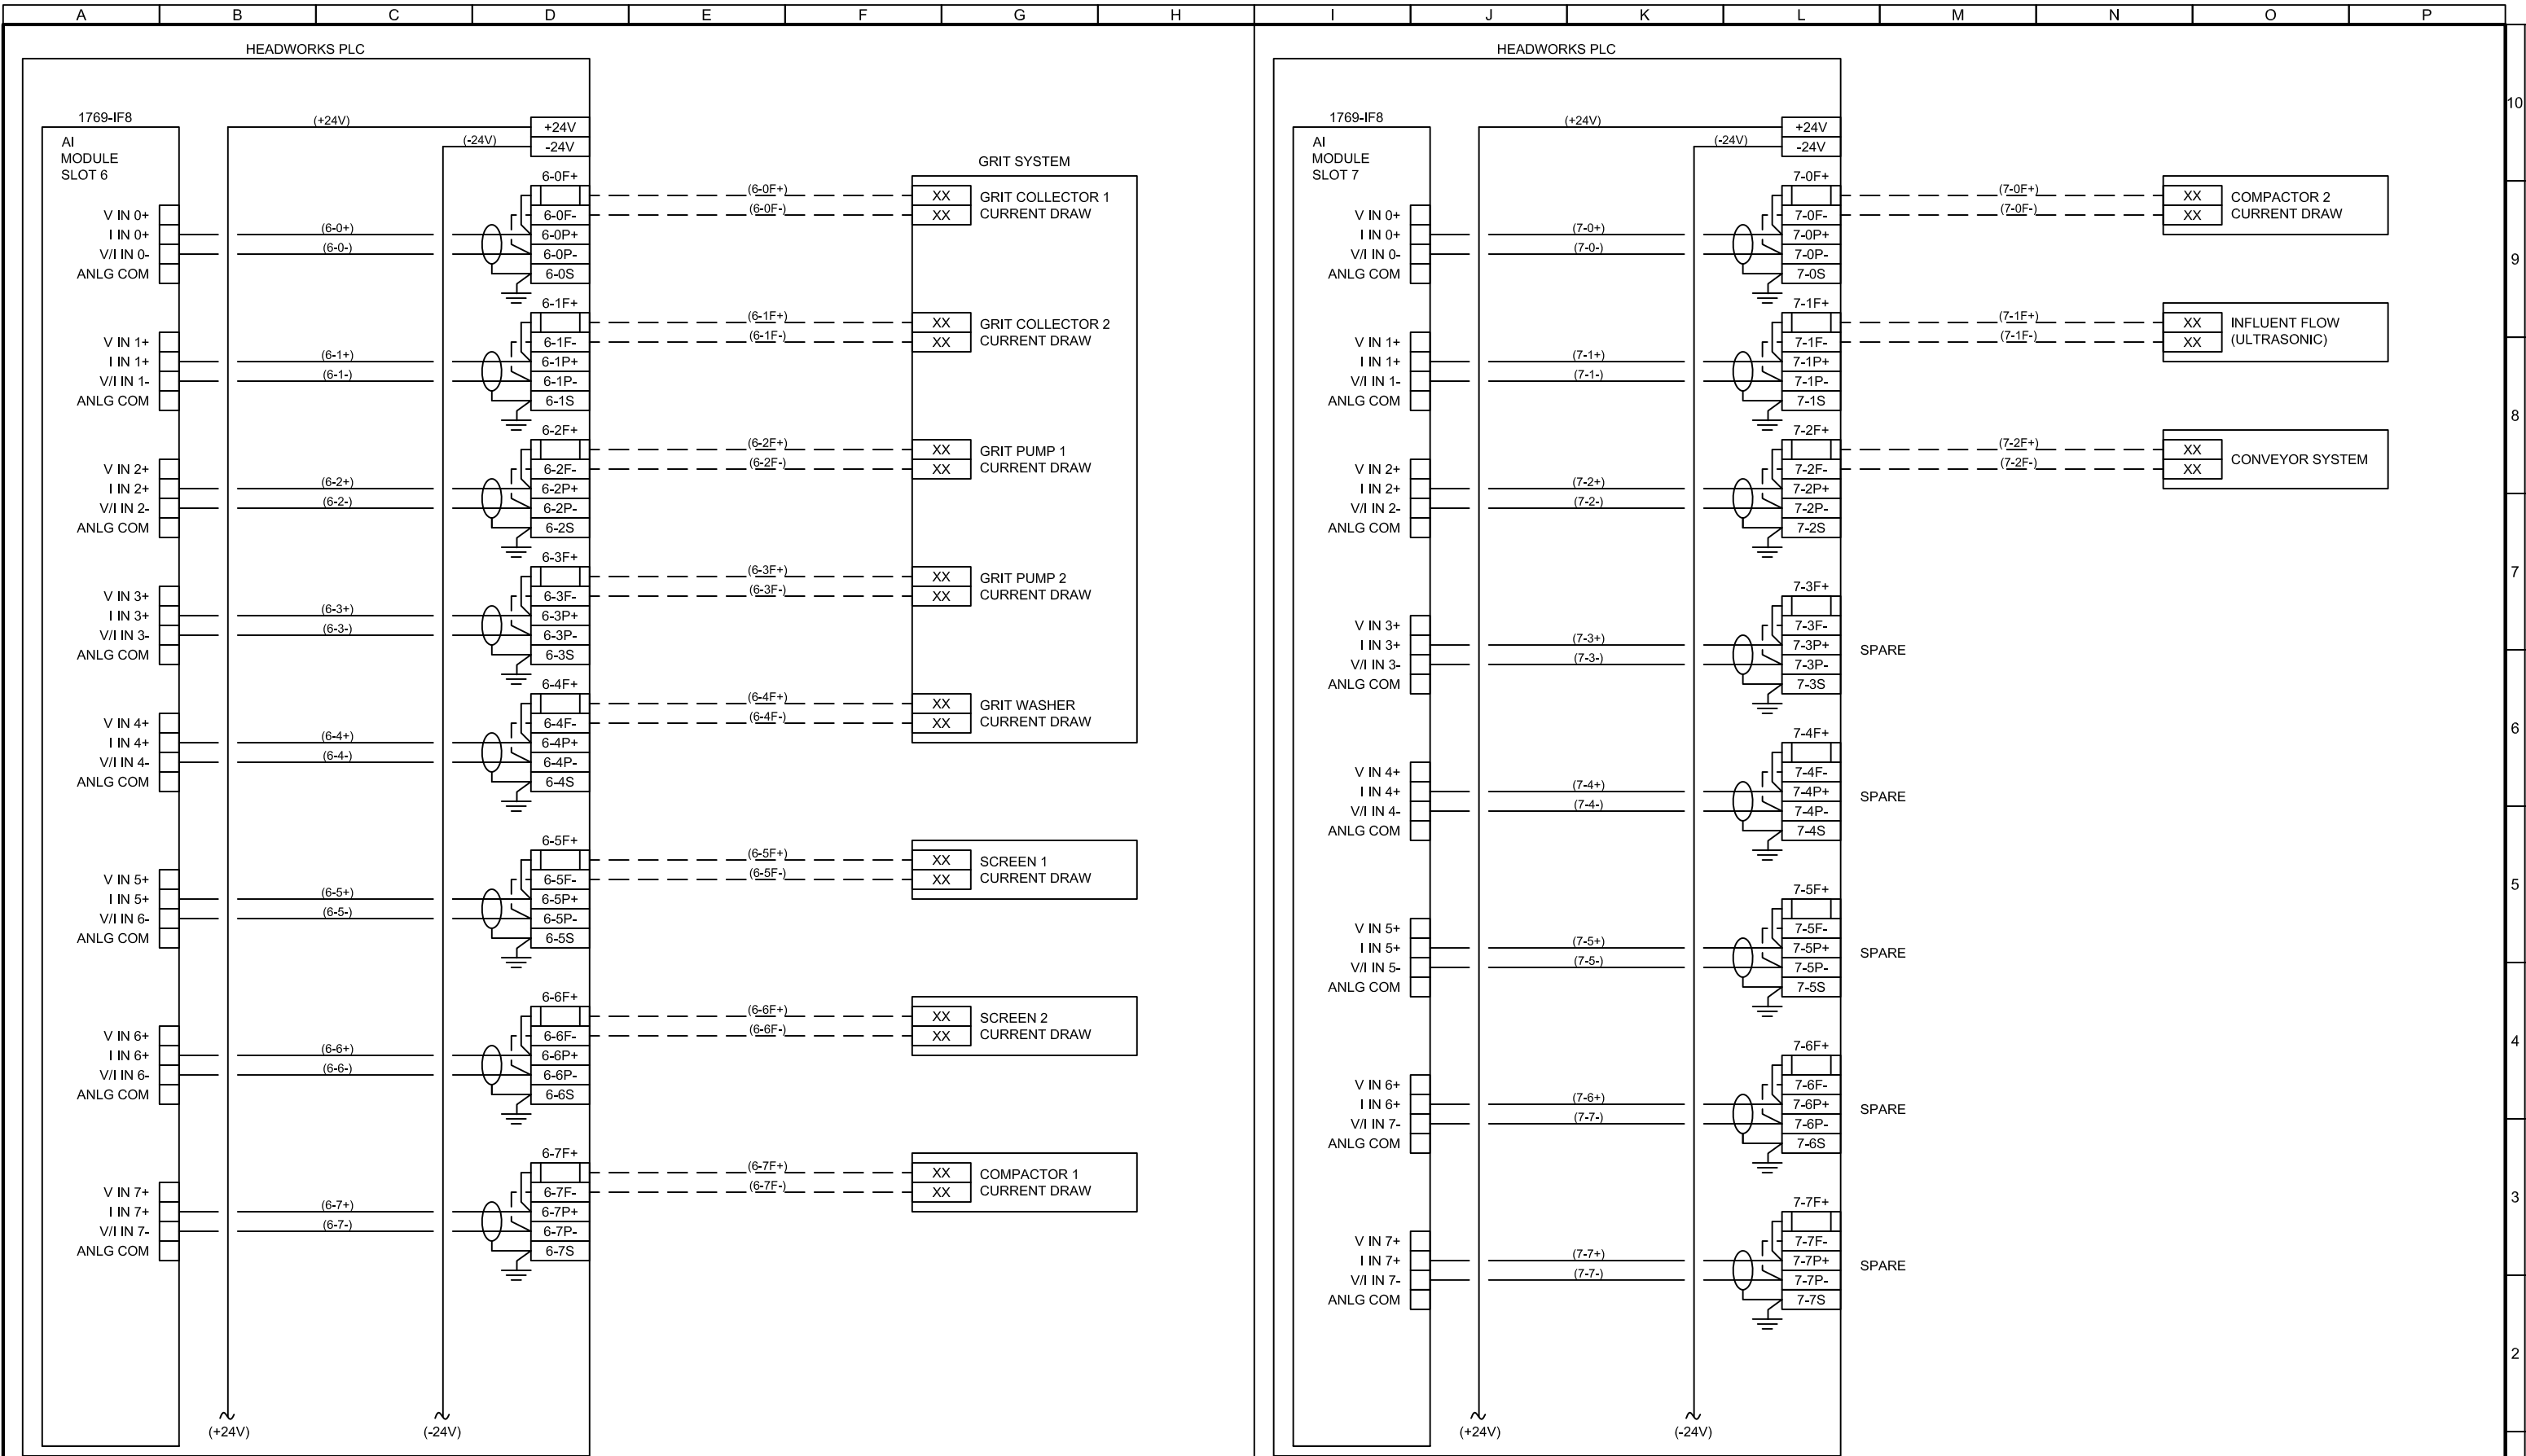 A B C D E F G H I J K L M N O P
HEADWORKS PLC
1769-IF8
AI
MODULE
SLOT 6
(+24V)
(-24V)
+24V
-24V
GRIT SYSTEM
6-0F+
V IN 0+
I IN 0+
V/I IN 0-
ANLG COM
(6-0+)
(6-0-)
6-0F-
6-0P+
6-0P-
6-0S
(6-0F+)
(6-0F-)
XX
XX
GRIT COLLECTOR 1
CURRENT DRAW
6-1F+
V IN 1+
I IN 1+
V/I IN 1-
ANLG COM
(6-1+)
(6-1-)
6-1F-
6-1P+
6-1P-
6-1S
(6-1F+)
(6-1F-)
XX
XX
GRIT COLLECTOR 2
CURRENT DRAW
6-2F+
V IN 2+
I IN 2+
V/I IN 2-
ANLG COM
(6-2+)
(6-2-)
6-2F-
6-2P+
6-2P-
6-2S
(6-2F+)
(6-2F-)
XX
XX
GRIT PUMP 1
CURRENT DRAW
6-3F+
V IN 3+
I IN 3+
V/I IN 3-
ANLG COM
(6-3+)
(6-3-)
6-3F-
6-3P+
6-3P-
6-3S
(6-3F+)
(6-3F-)
XX
XX
GRIT PUMP 2
CURRENT DRAW
6-4F+
V IN 4+
I IN 4+
V/I IN 4-
ANLG COM
(6-4+)
(6-4-)
6-4F-
6-4P+
6-4P-
6-4S
(6-4F+)
(6-4F-)
XX
XX
GRIT WASHER
CURRENT DRAW
6-5F+
V IN 5+
I IN 5+
V/I IN 6-
ANLG COM
(6-5+)
(6-5-)
6-5F-
6-5P+
6-5P-
6-5S
(6-5F+)
(6-5F-)
XX
XX
SCREEN 1
CURRENT DRAW
6-6F+
V IN 6+
I IN 6+
V/I IN 6-
ANLG COM
(6-6+)
(6-6-)
6-6F-
6-6P+
6-6P-
6-6S
(6-6F+)
(6-6F-)
XX
XX
SCREEN 2
CURRENT DRAW
6-7F+
V IN 7+
I IN 7+
V/I IN 7-
ANLG COM
(6-7+)
(6-7-)
6-7F-
6-7P+
6-7P-
6-7S
(6-7F+)
(6-7F-)
XX
XX
COMPACTOR 1
CURRENT DRAW
(+24V)
(-24V)
HEADWORKS PLC
1769-IF8
AI
MODULE
SLOT 7
(+24V)
(-24V)
+24V
-24V
7-0F+
V IN 0+
I IN 0+
V/I IN 0-
ANLG COM
(7-0+)
(7-0-)
7-0F-
7-0P+
7-0P-
7-0S
(7-0F+)
(7-0F-)
XX
XX
COMPACTOR 2
CURRENT DRAW
7-1F+
V IN 1+
I IN 1+
V/I IN 1-
ANLG COM
(7-1+)
(7-1-)
7-1F-
7-1P+
7-1P-
7-1S
(7-1F+)
(7-1F-)
XX
XX
INFLUENT FLOW
(ULTRASONIC)
7-2F+
V IN 2+
I IN 2+
V/I IN 2-
ANLG COM
(7-2+)
(7-2-)
7-2F-
7-2P+
7-2P-
7-2S
(7-2F+)
(7-2F-)
XX
XX
CONVEYOR SYSTEM
7-3F+
V IN 3+
I IN 3+
V/I IN 3-
ANLG COM
(7-3+)
(7-3-)
7-3F-
7-3P+
7-3P-
7-3S
SPARE
7-4F+
V IN 4+
I IN 4+
V/I IN 4-
ANLG COM
(7-4+)
(7-4-)
7-4F-
7-4P+
7-4P-
7-4S
SPARE
7-5F+
V IN 5+
I IN 5+
V/I IN 5-
ANLG COM
(7-5+)
(7-5-)
7-5F-
7-5P+
7-5P-
7-5S
SPARE
7-6F+
V IN 6+
I IN 6+
V/I IN 7-
ANLG COM
(7-6+)
(7-7-)
7-6F-
7-6P+
7-6P-
7-6S
SPARE
7-7F+
V IN 7+
I IN 7+
V/I IN 7-
ANLG COM
(7-7+)
(7-7-)
7-7F-
7-7P+
7-7P-
7-7S
SPARE
(+24V)
(-24V)
10
9
8
7
6
5
4
3
2